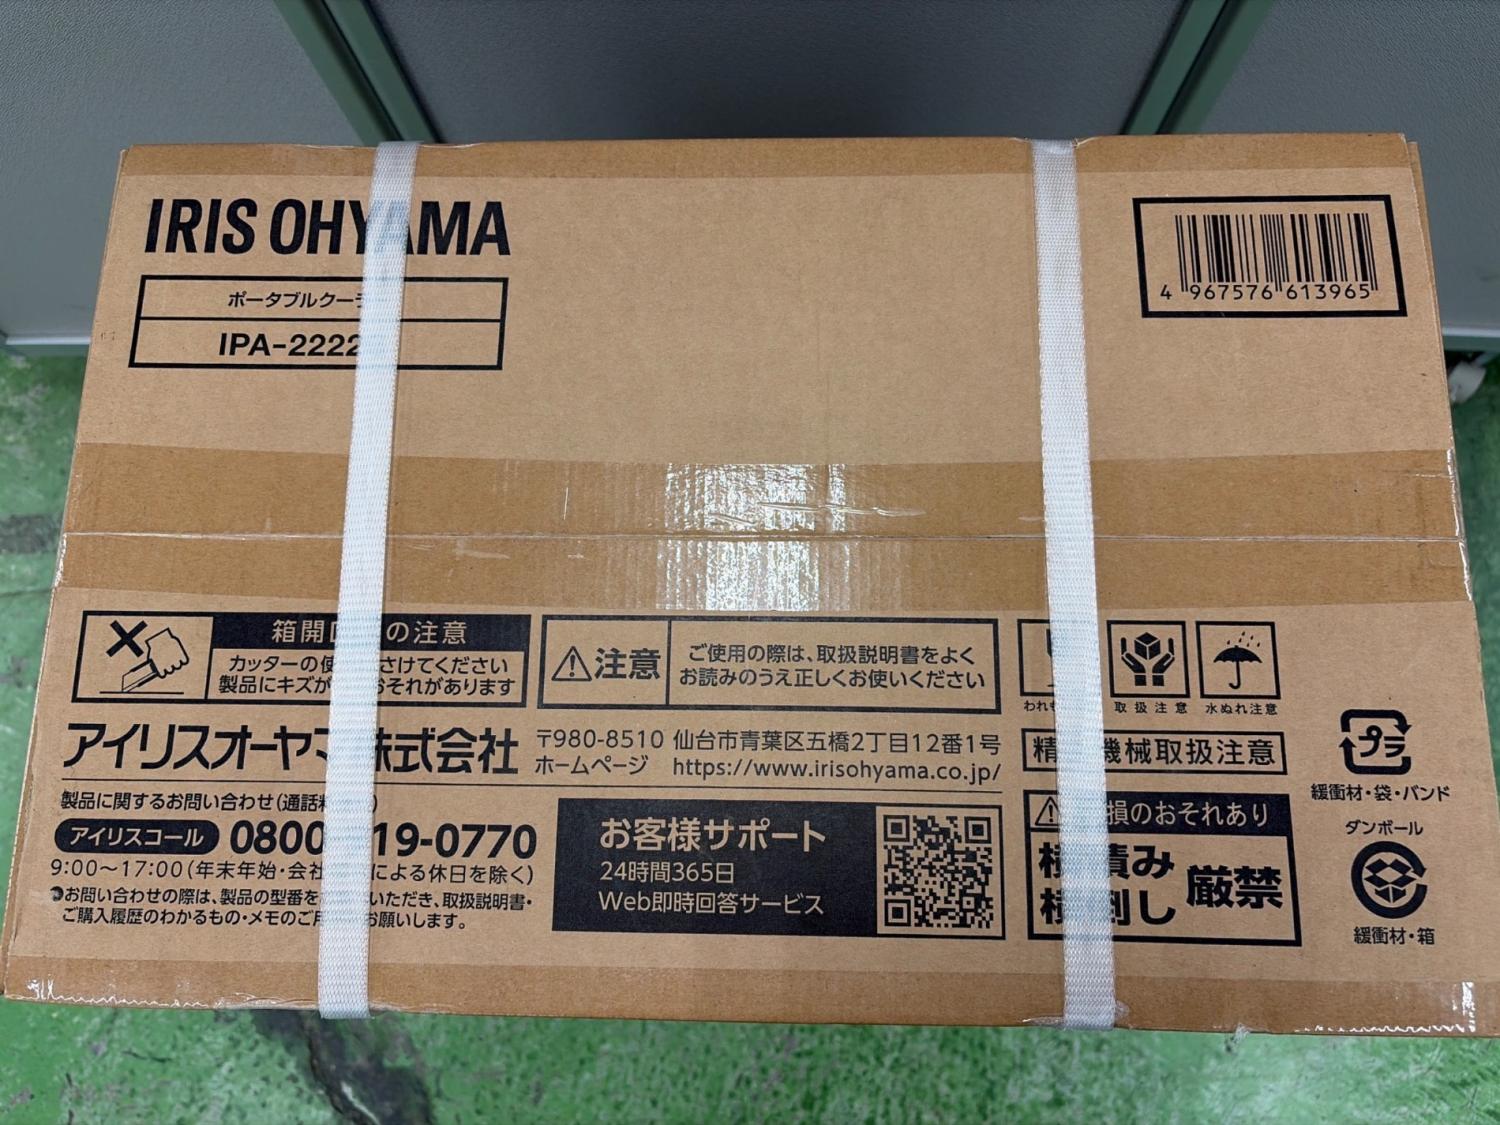 IRIS OHYAMA
ポータブルクー
IPA-2222
4 967576 613965
箱開 の注意
カッターの使 さけてください
製品にキズが おそれがあります
注意
ご使用の際は、取扱説明書をよく
お読みのうえ正しくお使いください
われも
取扱注意
水ぬれ注意
アイリスオーヤマ株式会社
〒980-8510 仙台市青葉区五橋2丁目12番1号
ホームページ https://www.irisohyama.co.jp/
精 機械取扱注意
プラ
緩衝材・袋・バンド
製品に関するお問い合わせ(通話料 )
アイリスコール 0800 19-0770
9:00～17:00(年末年始・会社 による休日を除く)
●お問い合わせの際は、製品の型番を いただき、取扱説明書・
ご購入履歴のわかるもの・メモのご用 お願いします。
お客様サポート
24時間365日
Web即時回答サービス
損のおそれあり
横積み
横倒し
厳禁
ダンボール
緩衝材・箱